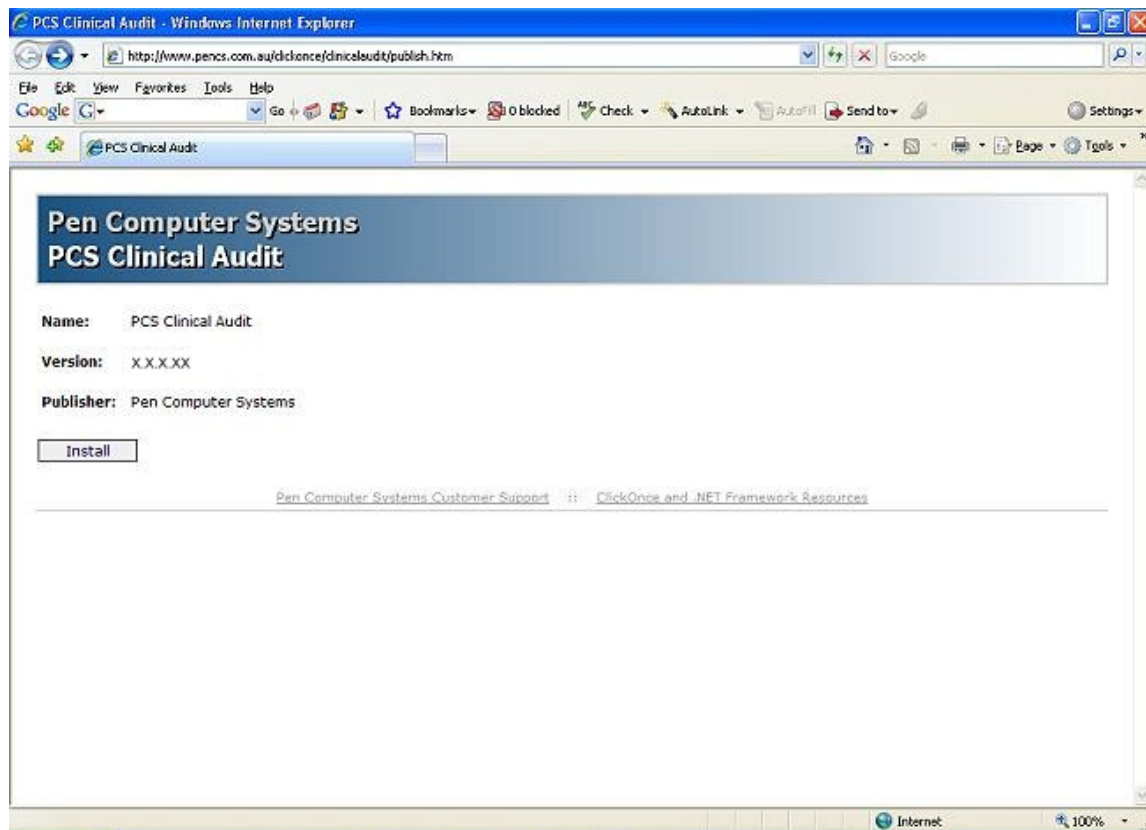 PCS Clinical Audit - Windows Internet Explorer
http://www.pencs.com.au/clickonce/clinicalaudit/publish.htm
Google
File Edit View Favorites Tools Help
Google G Go Bookmarks 0 blocked Check AutoLink AutoFill Send to Settings
PCS Clinical Audit Page Tools
Pen Computer Systems
PCS Clinical Audit
Name: PCS Clinical Audit
Version: X.X.X.XX
Publisher: Pen Computer Systems
Install
Pen Computer Systems Customer Support :: ClickOnce and .NET Framework Resources
Internet 100%